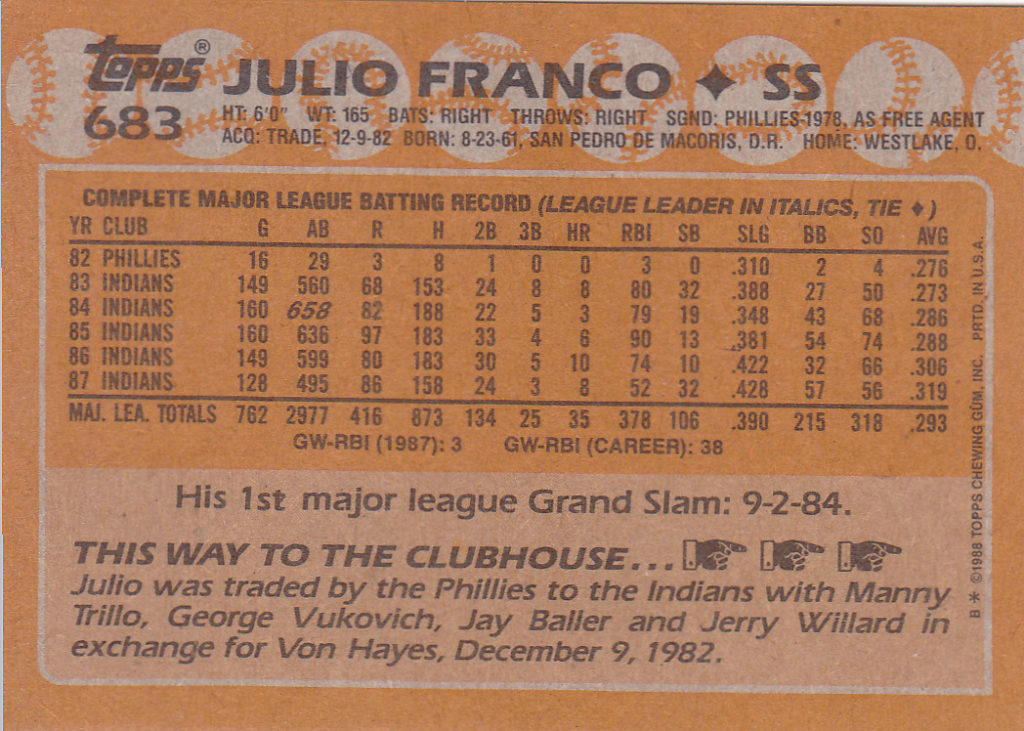 Topps®
683
JULIO FRANCO ♦ SS
HT: 6'0" WT: 165 BATS: RIGHT THROWS: RIGHT SGND: PHILLIES-1978, AS FREE AGENT
ACQ: TRADE, 12-9-82 BORN: 8-23-61, SAN PEDRO DE MACORIS, D.R. HOME: WESTLAKE, O.
COMPLETE MAJOR LEAGUE BATTING RECORD (LEAGUE LEADER IN ITALICS, TIE ♦)
YR CLUB G AB R H 2B 3B HR RBI SB SLG BB SO AVG
82 PHILLIES 16 29 3 8 1 0 0 3 0 .310 2 4 .276
83 INDIANS 149 560 68 153 24 8 8 80 32 .388 27 50 .273
84 INDIANS 160 658 82 188 22 5 3 79 19 .348 43 68 .286
85 INDIANS 160 636 97 183 33 4 6 90 13 .381 54 74 .288
86 INDIANS 149 599 80 183 30 5 10 74 10 .422 32 66 .306
87 INDIANS 128 495 86 158 24 3 8 52 32 .428 57 56 .319
MAJ. LEA. TOTALS 762 2977 416 873 134 25 35 378 106 .390 215 318 .293
GW-RBI (1987): 3 GW-RBI (CAREER): 38
His 1st major league Grand Slam: 9-2-84.
THIS WAY TO THE CLUBHOUSE...
Julio was traded by the Phillies to the Indians with Manny
Trillo, George Vukovich, Jay Baller and Jerry Willard in
exchange for Von Hayes, December 9, 1982.
B * ©1988 TOPPS CHEWING GUM, INC. PRTD. IN U.S.A.